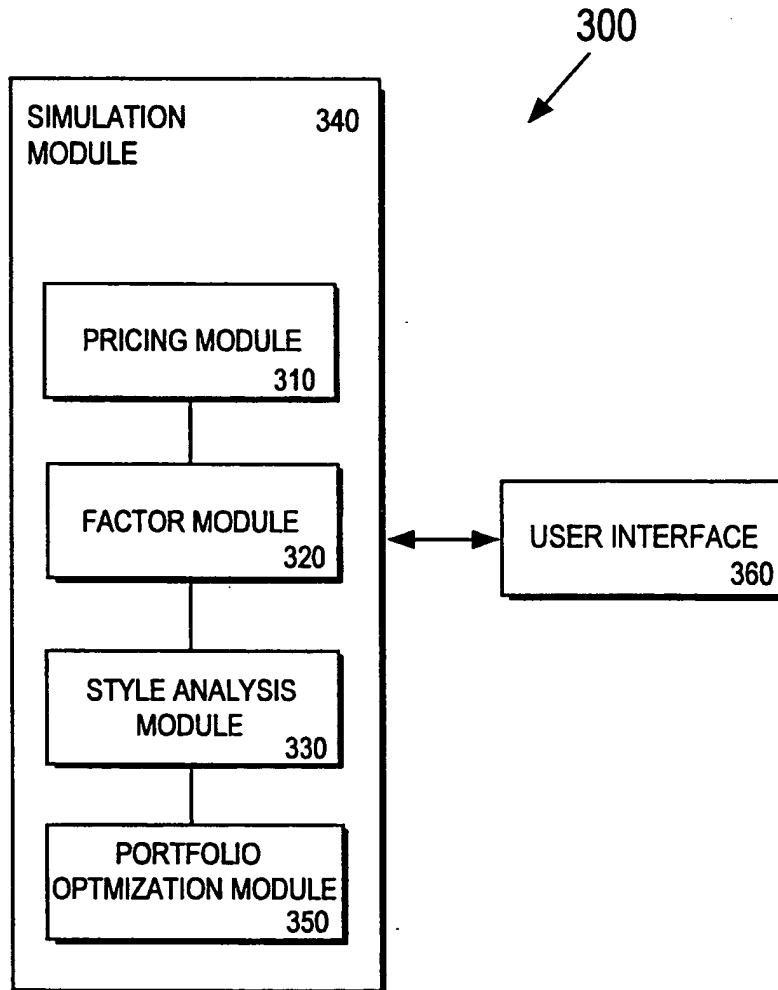 300
SIMULATION 340
MODULE
PRICING MODULE
310
FACTOR MODULE
320
STYLE ANALYSIS
MODULE
330
PORTFOLIO
OPTMIZATION MODULE
350
USER INTERFACE
360